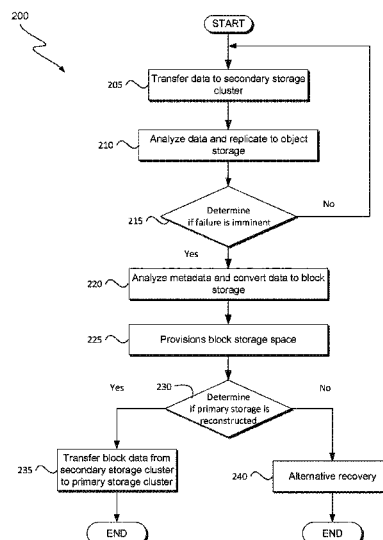 200
START
205
Transfer data to secondary storage
cluster
210
Analyze data and replicate to object
storage
215
Determine
if failure is imminent
No
Yes
220
Analyze metadata and convert data to block
storage
225
Provisions block storage space
Yes
230
No
Determine
if primary storage is
reconstructed
235
Transfer block data from
secondary storage cluster
to primary storage cluster
240
Alternative recovery
END
END